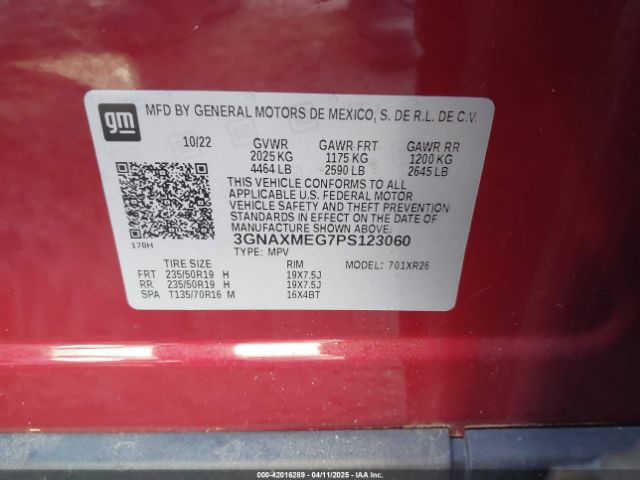 gm
MFD BY GENERAL MOTORS DE MEXICO, S. DE R.L. DE C.V.
10/22 GVWR GAWR FRT GAWR RR
2025 KG 1175 KG 1200 KG
4464 LB 2590 LB 2645 LB
THIS VEHICLE CONFORMS TO ALL
APPLICABLE U.S. FEDERAL MOTOR
VEHICLE SAFETY AND THEFT PREVENTION
STANDARDS IN EFFECT ON THE DATE OF
MANUFACTURE SHOWN ABOVE.
170H 3GNAXMEG7PS123060
TYPE: MPV MODEL: 701XR26
TIRE SIZE RIM
FRT 235/50R19 H 19X7.5J
RR 235/50R19 H 19X7.5J
SPA T135/70R16 M 16X4BT
000-42016289 - 04/11/2025 - IAA Inc.